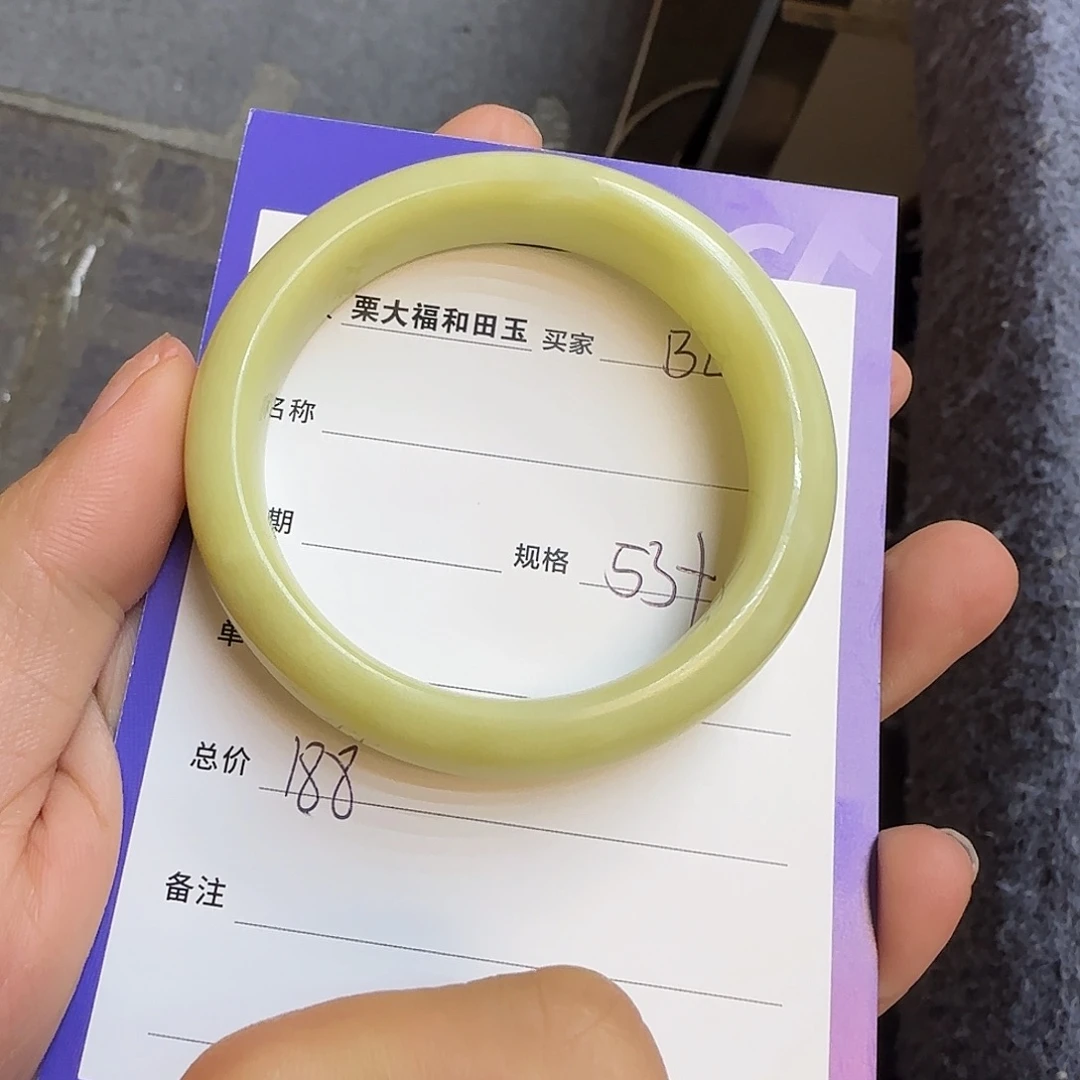 栗大福和田玉 买家 B
名称
期 规格 53+
单
总价 188
备注